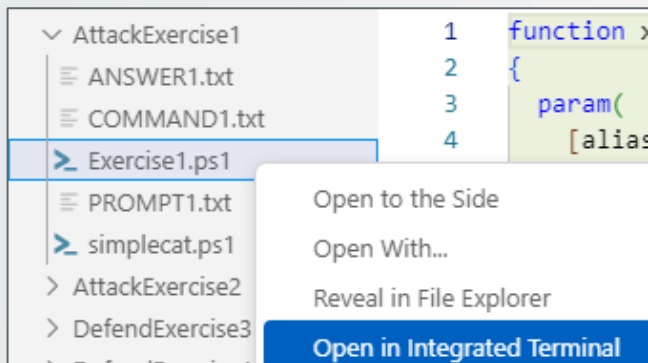 AttackExercise1
ANSWER1.txt
COMMAND1.txt
Exercise1.ps1
PROMPT1.txt
simplecat.ps1
AttackExercise2
DefendExercise3
1 function
2 {
3 param(
4 [alias
Open to the Side
Open With...
Reveal in File Explorer
Open in Integrated Terminal